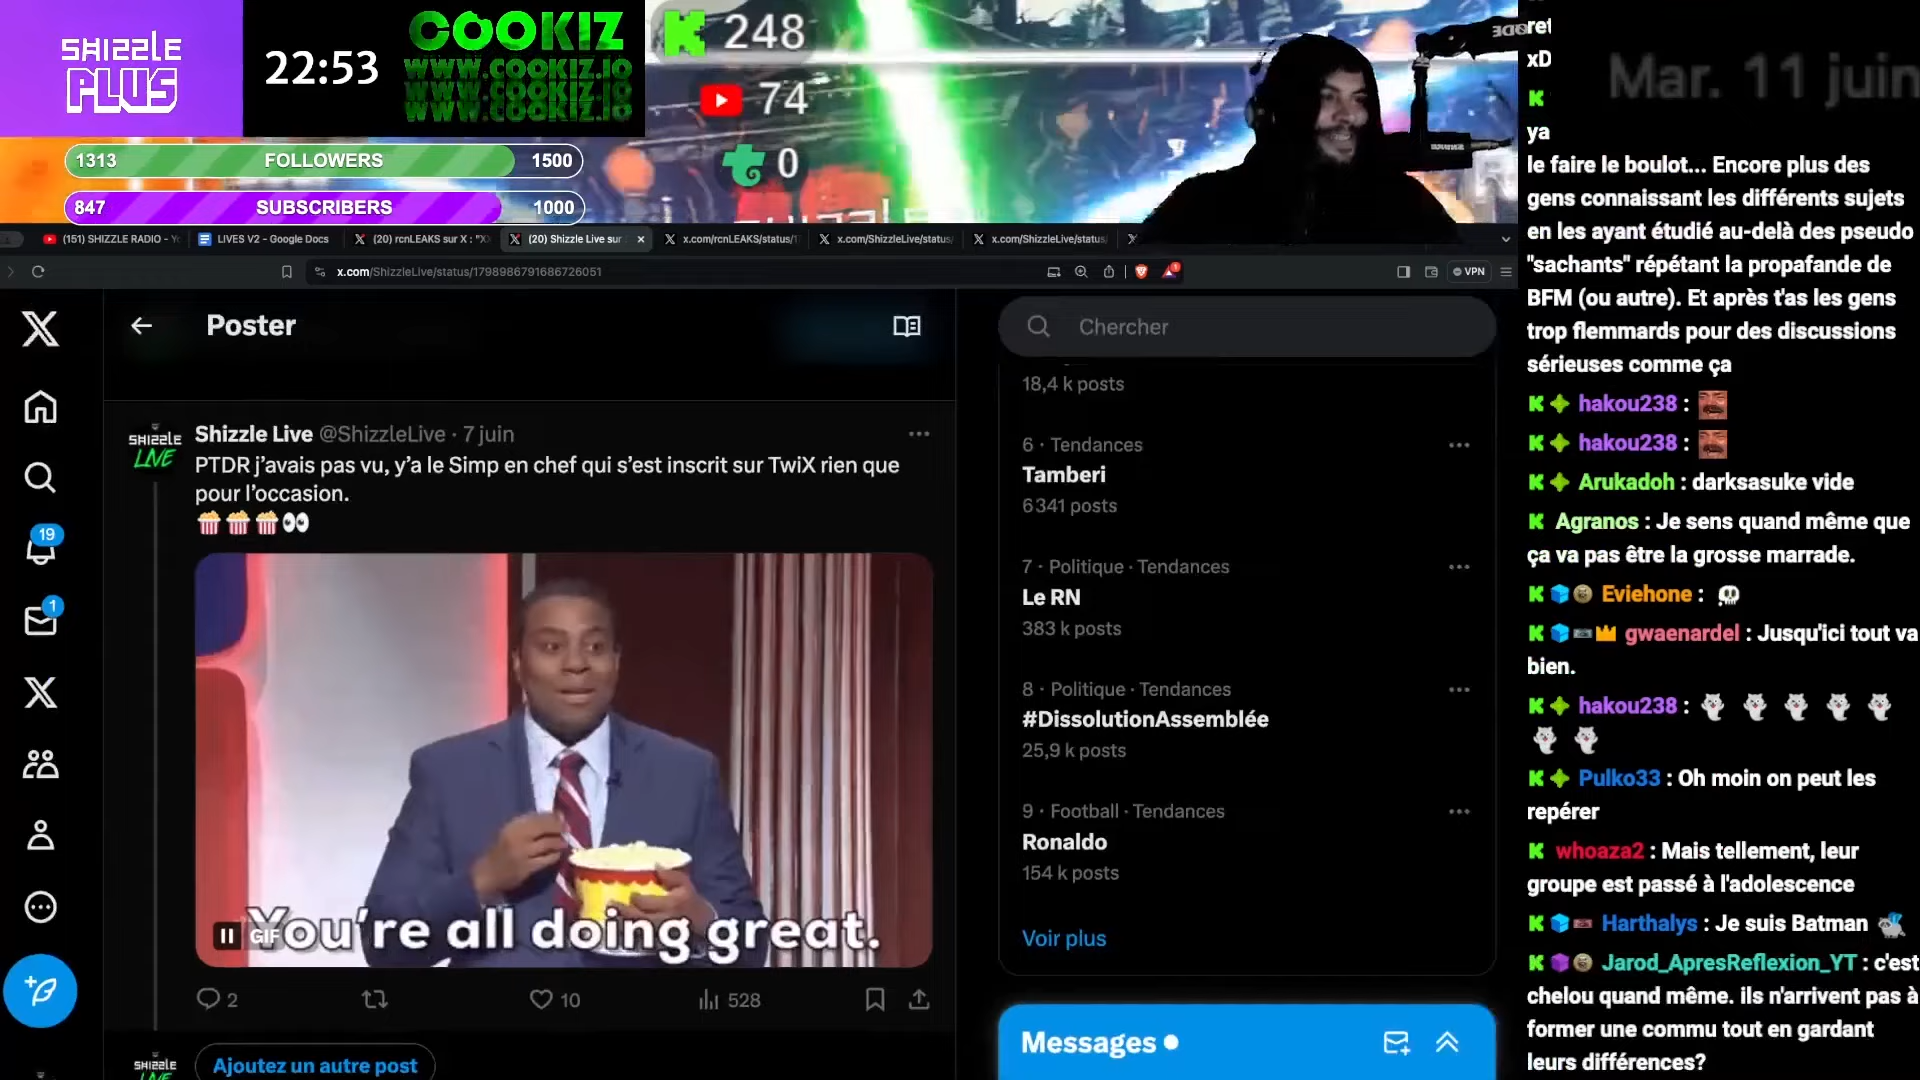 SHIZZLE
PLUS
22:53
COOKIZ
WWW.COOKIZ.IO
WWW.COOKIZ.IO
WWW.COOKIZ.IO
248
74
0
1313 FOLLOWERS 1500
847 SUBSCRIBERS 1000
(151) SHIZZLE RADIO - Y
LIVES V2 - Google Docs
(20) rcnLEAKS sur X : "X
(20) Shizzle Live sur
x.com/rcnLEAKS/status/1
x.com/ShizzleLive/status/
x.com/ShizzleLive/status/
x.com/ShizzleLive/status/1798986791686726051
VPN
Poster
Shizzle Live @ShizzleLive · 7 juin
PTDR j'avais pas vu, y'a le Simp en chef qui s'est inscrit sur TwiX rien que
pour l'occasion.
🍿🍿🍿👀
SHIZZLE
LIVE
GIF
You're all doing great.
2
10
528
SHIZZLE
LIVE
Ajoutez un autre post
19
1
Chercher
18,4 k posts
6 · Tendances
Tamberi
6 341 posts
7 · Politique · Tendances
Le RN
383 k posts
8 · Politique · Tendances
#DissolutionAssemblée
25,9 k posts
9 · Football · Tendances
Ronaldo
154 k posts
Voir plus
Messages
Mar. 11 juin
ret
xD
ya
le faire le boulot... Encore plus des
gens connaissant les différents sujets
en les ayant étudié au-delà des pseudo
"sachants" répétant la propafande de
BFM (ou autre). Et après t'as les gens
trop flemmards pour des discussions
sérieuses comme ça
hakou238 :
hakou238 :
Arukadoh : darksasuke vide
Agranos : Je sens quand même que
ça va pas être la grosse marrade.
Eviehone :
gwaenardel : Jusqu'ici tout va
bien.
hakou238 :
Pulko33 : Oh moin on peut les
repérer
whoaza2 : Mais tellement, leur
groupe est passé à l'adolescence
Harthalys : Je suis Batman
Jarod_ApresReflexion_YT : c'est
chelou quand même. ils n'arrivent pas à
former une commu tout en gardant
leurs différences?